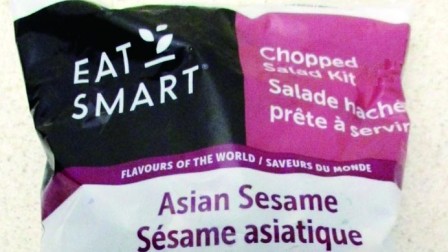 EAT
SMART
Chopped
Salad Kit
Salade haché
prête à servir
FLAVOURS OF THE WORLD / SAVEURS DU MONDE
Asian Sesame
Sésame asiatique